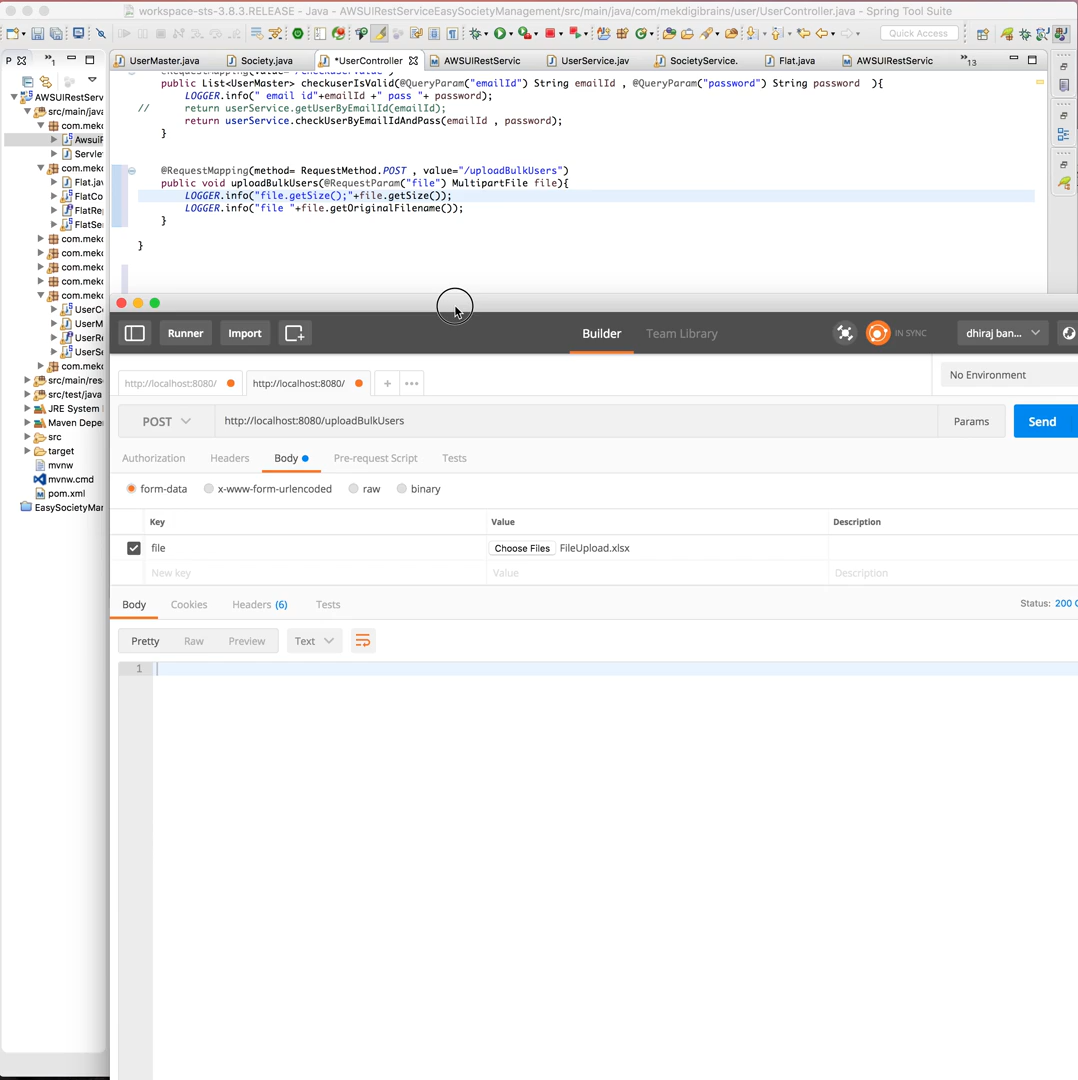 workspace-sts-3.8.3.RELEASE - Java - AWSUIRestServiceEasySocietyManagement/src/main/java/com/mekdigibrains/user/UserController.java - Spring Tool Suite
Quick Access
P
»1
UserMaster.java
Society.java
*UserController
AWSUIRestServic
UserService.jav
SocietyService.
Flat.java
AWSUIRestServic
»13
AWSUIRestServ
src/main/java
com.mek
AwsuiR
Servle
com.mek
Flat.jav
FlatCo
FlatRe
FlatSer
com.mek
com.mek
com.mek
com.mek
com.mek
UserCo
UserM
UserRe
UserSe
com.mek
src/main/res
src/test/java
JRE System
Maven Depe
src
target
mvnw
mvnw.cmd
pom.xml
EasySocietyMan
public List<UserMaster> checkuserIsValid(@QueryParam("emailId") String emailId , @QueryParam("password") String password  ){
LOGGER.info(" email id"+emailId +" pass "+ password);
//      return userService.getUserByEmailId(emailId);
return userService.checkUserByEmailIdAndPass(emailId , password);
}
@RequestMapping(method= RequestMethod.POST , value="/uploadBulkUsers")
public void uploadBulkUsers(@RequestParam("file") MultipartFile file){
LOGGER.info("file.getSize();"+file.getSize());
LOGGER.info("file "+file.getOriginalFilename());
}
}
Runner
Import
Builder
Team Library
IN SYNC
dhiraj ban...
http://localhost:8080/
http://localhost:8080/
+
•••
No Environment
POST
http://localhost:8080/uploadBulkUsers
Params
Send
Authorization
Headers
Body
Pre-request Script
Tests
form-data
x-www-form-urlencoded
raw
binary
Key
Value
Description
file
Choose Files
FileUpload.xlsx
New key
Value
Description
Body
Cookies
Headers (6)
Tests
Status: 200
Pretty
Raw
Preview
Text
1